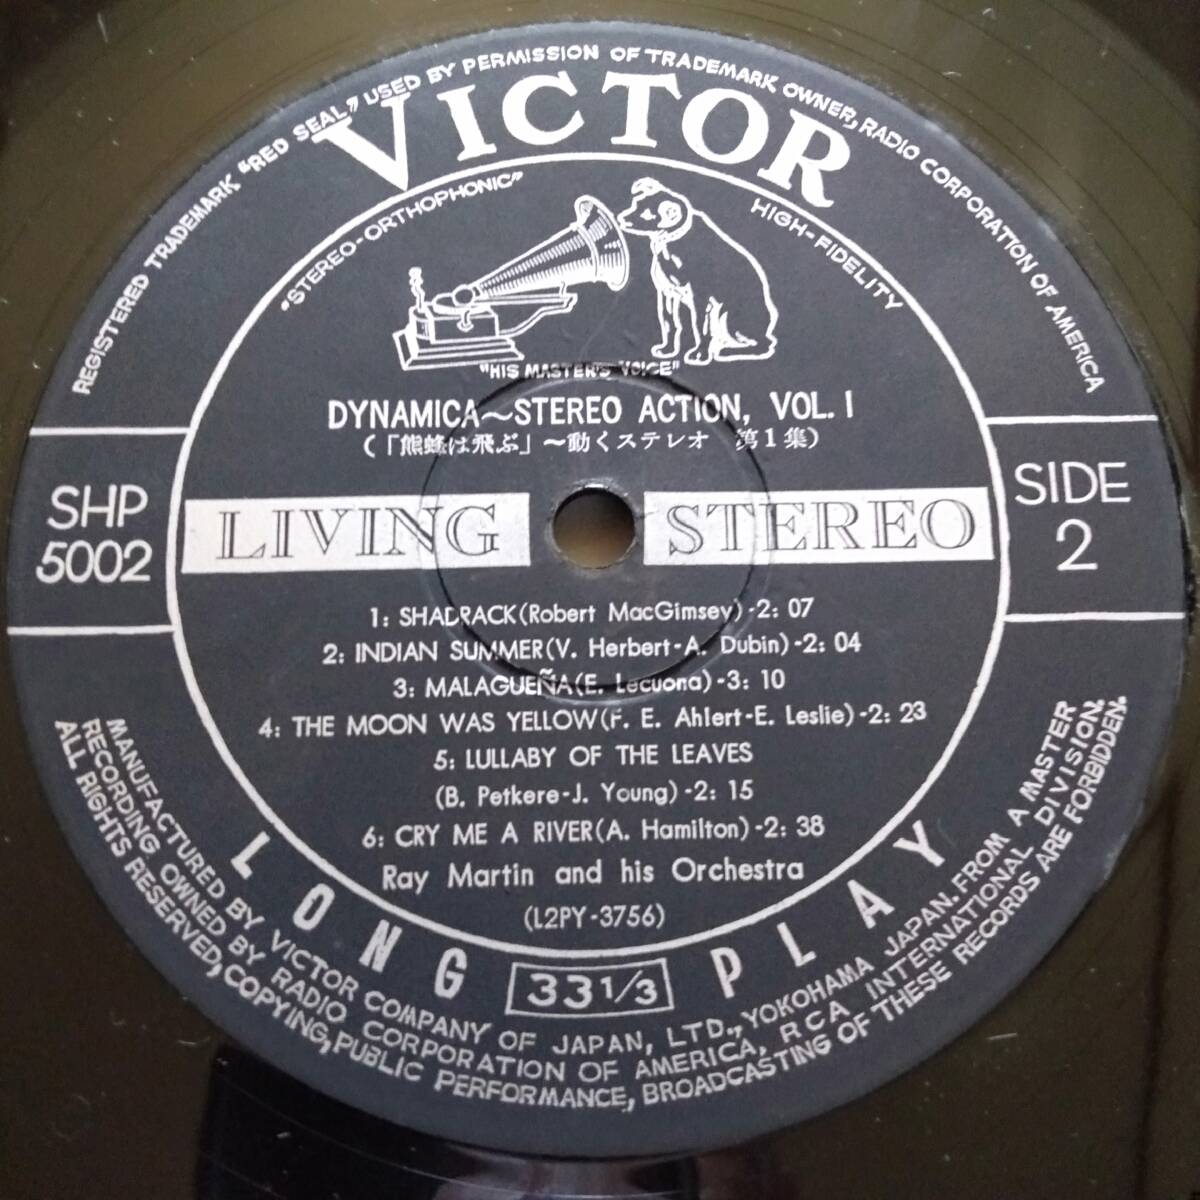 REGISTERED TRADEMARK "RED SEAL" USED BY PERMISSION OF TRADEMARK OWNER, RADIO CORPORATION OF AMERICA
VICTOR
"STEREO-ORTHOPHONIC"
HIGH-FIDELITY
"HIS MASTER'S VOICE"
DYNAMICA~STEREO ACTION, VOL. 1
(「熊蜂は飛ぶ」~動くステレオ 第1集)
SHP
5002
LIVING STEREO
SIDE
2
1: SHADRACK(Robert MacGimsey)-2: 07
2: INDIAN SUMMER(V. Herbert-A. Dubin)-2: 04
3: MALAGUEÑA(E. Lecuona)-3: 10
4: THE MOON WAS YELLOW(F. E. Ahlert-E. Leslie)-2: 23
5: LULLABY OF THE LEAVES
(B. Petkere-J. Young)-2: 15
6: CRY ME A RIVER(A. Hamilton)-2: 38
Ray Martin and his Orchestra
(L2PY-3756)
LONG 33 1/3 PLAY
MANUFACTURED BY VICTOR COMPANY OF JAPAN, LTD., YOKOHAMA JAPAN. FROM A MASTER
RECORDING OWNED BY RADIO CORPORATION OF AMERICA, RCA INTERNATIONAL DIVISION.
ALL RIGHTS RESERVED, COPYING, PUBLIC PERFORMANCE, BROADCASTING OF THESE RECORDS ARE FORBIDDEN.